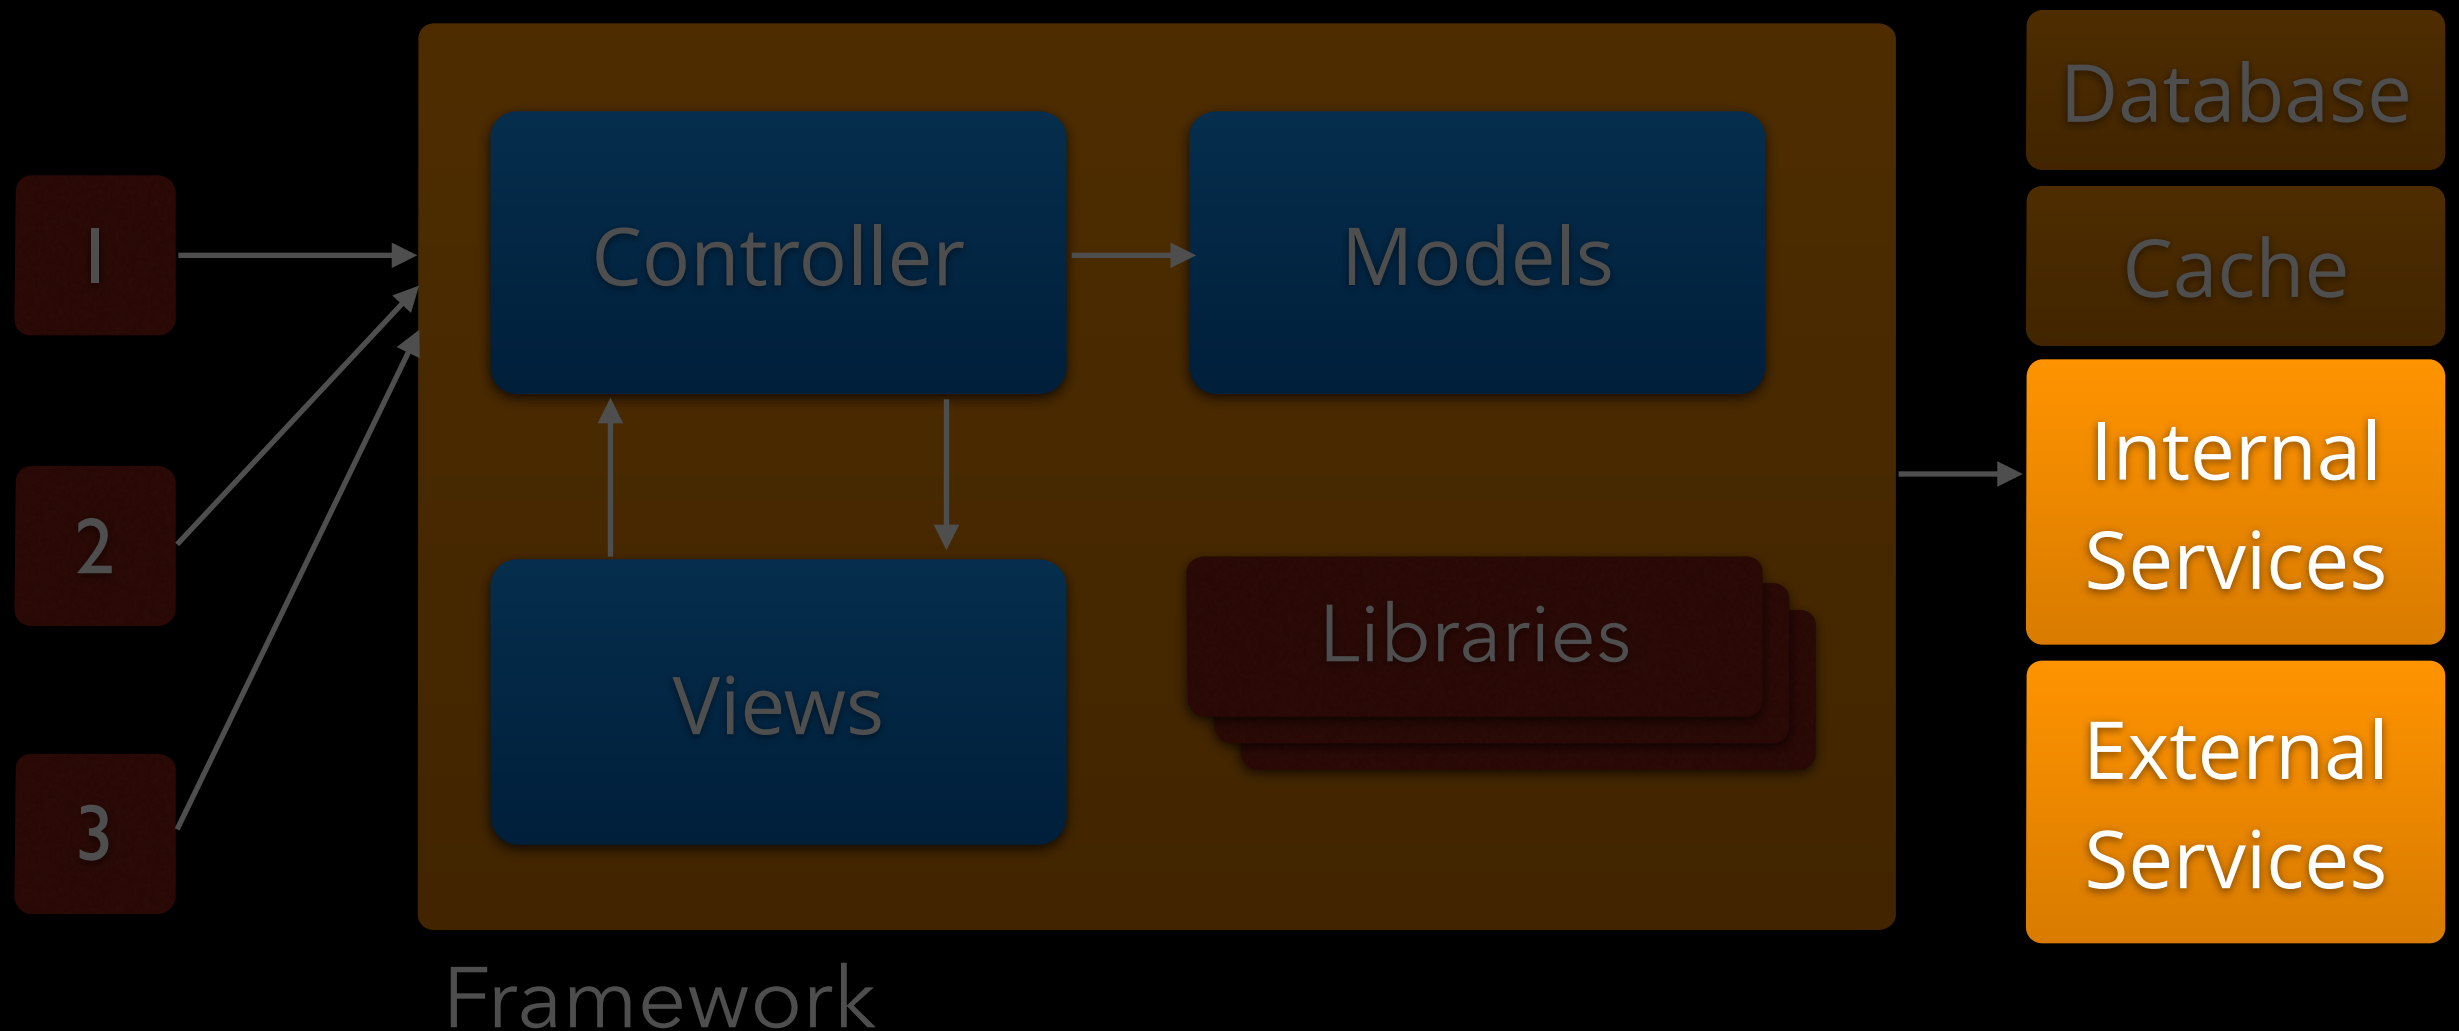 1
2
3
Controller
Models
Views
Libraries
Framework
Database
Cache
Internal
Services
External
Services